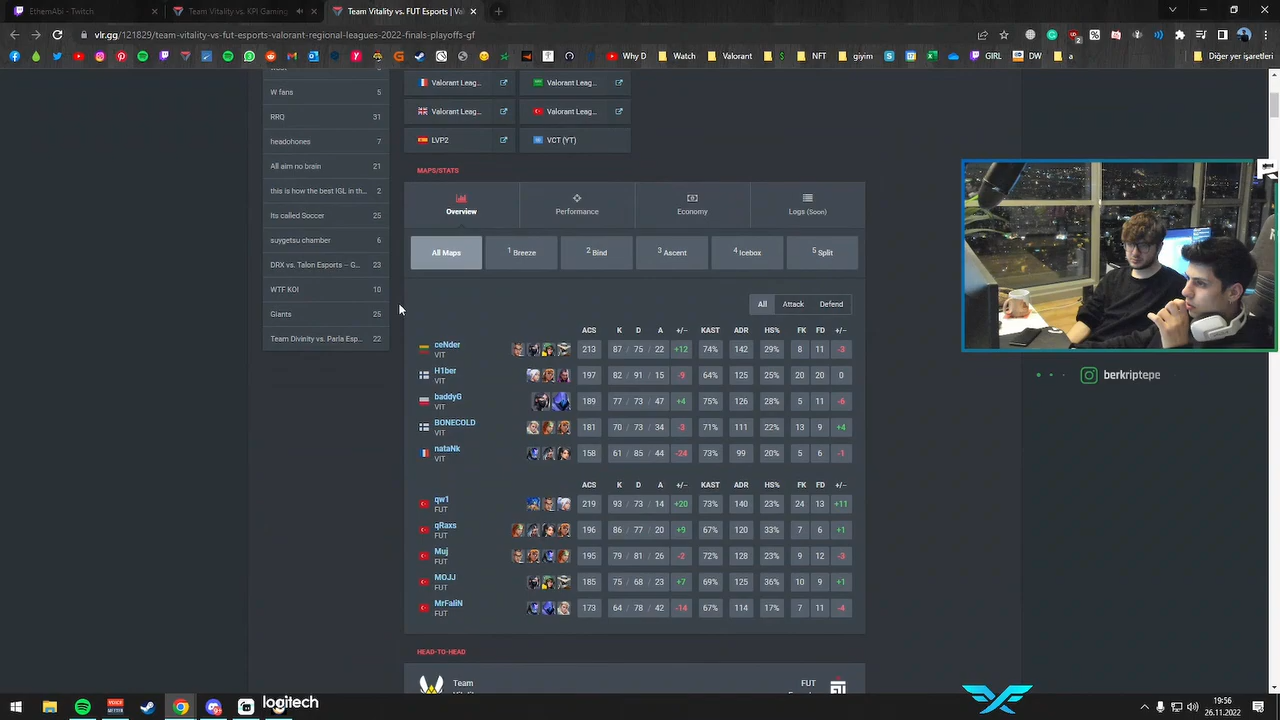 EthemAbi - Twitch
Team Vitality vs. KPI Gaming
Team Vitality vs. FUT Esports | Val
vlr.gg/121829/team-vitality-vs-fut-esports-valorant-regional-leagues-2022-finals-playoffs-gf
Why D
Watch
Valorant
NFT
giyim
GIRL
DW
a
Diğer yer işaretleri
W fans 5
RRQ 31
headohones 7
All aim no brain 21
this is how the best IGL in th... 2
Its called Soccer 25
suygetsu chamber 6
DRX vs. Talon Esports – G... 23
WTF KOI 10
Giants 25
Team Divinity vs. Parla Esp... 22
Valorant Leag... Valorant Leag...
Valorant Leag... Valorant Leag...
LVP2 VCT (YT)
MAPS/STATS
Overview Performance Economy Logs (Soon)
All Maps 1 Breeze 2 Bind 3 Ascent 4 Icebox 5 Split
All Attack Defend
ACS K D A +/– KAST ADR HS% FK FD +/–
ceNder 213 87 / 75 / 22 +12 74% 142 29% 8 11 -3
VIT
H1ber 197 82 / 91 / 15 -9 64% 125 25% 20 20 0
VIT
baddyG 189 77 / 73 / 47 +4 75% 126 28% 5 11 -6
VIT
BONECOLD 181 70 / 73 / 34 -3 71% 111 22% 13 9 +4
VIT
nataNk 158 61 / 85 / 44 -24 73% 99 20% 5 6 -1
VIT
ACS K D A +/– KAST ADR HS% FK FD +/–
qw1 219 93 / 73 / 14 +20 73% 140 23% 24 13 +11
FUT
qRaxs 196 86 / 77 / 20 +9 67% 120 33% 7 6 +1
FUT
Muj 195 79 / 81 / 26 -2 72% 128 23% 9 12 -3
FUT
MOJJ 185 75 / 68 / 23 +7 69% 125 36% 10 9 +1
FUT
MrFaliN 173 64 / 78 / 42 -14 67% 114 17% 7 11 -4
FUT
HEAD-TO-HEAD
Team FUT
berkriptepe
logitech
19:56
26.11.2022